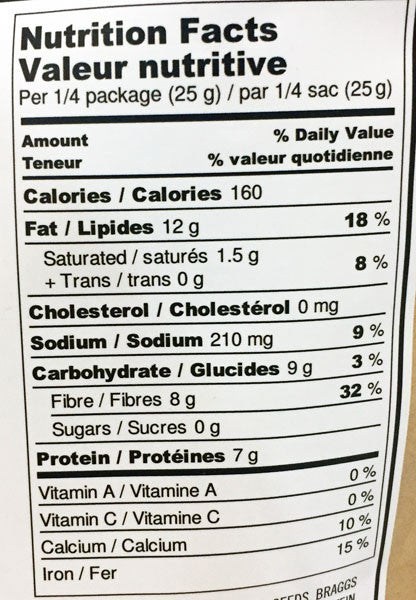 Nutrition Facts
Valeur nutritive
Per 1/4 package (25 g) / par 1/4 sac (25 g)
Amount % Daily Value
Teneur % valeur quotidienne
Calories / Calories 160
Fat / Lipides 12 g 18 %
Saturated / saturés 1.5 g
+ Trans / trans 0 g 8 %
Cholesterol / Cholestérol 0 mg
Sodium / Sodium 210 mg 9 %
Carbohydrate / Glucides 9 g 3 %
Fibre / Fibres 8 g 32 %
Sugars / Sucres 0 g
Protein / Protéines 7 g
Vitamin A / Vitamine A 0 %
Vitamin C / Vitamine C 0 %
Calcium / Calcium 10 %
Iron / Fer 15 %
BRAGGS